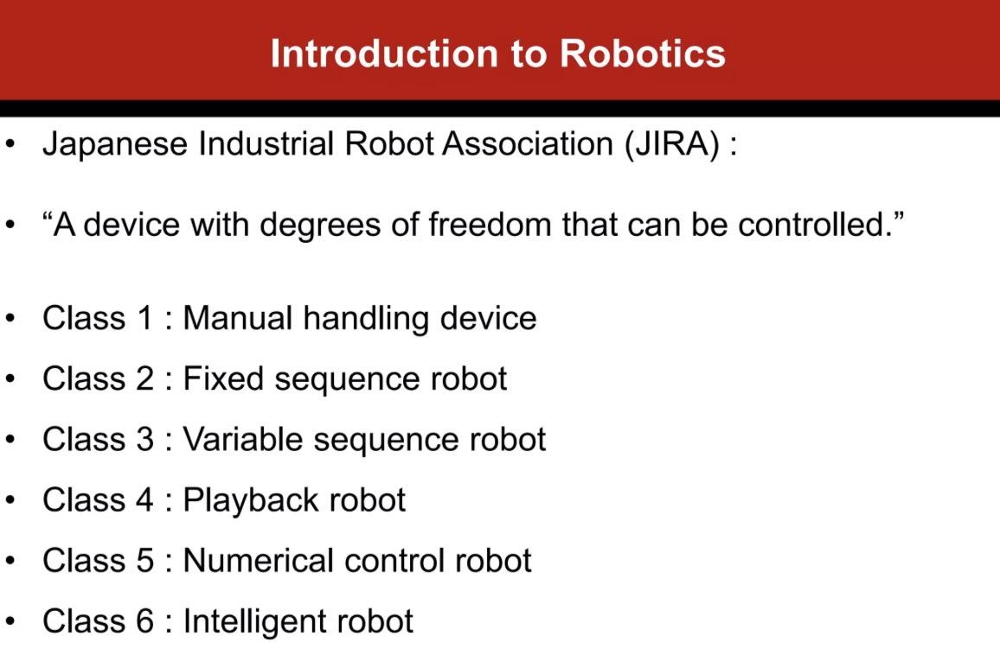 Introduction to Robotics
• Japanese Industrial Robot Association (JIRA) :
• “A device with degrees of freedom that can be controlled.”
• Class 1 : Manual handling device
• Class 2 : Fixed sequence robot
• Class 3 : Variable sequence robot
• Class 4 : Playback robot
• Class 5 : Numerical control robot
• Class 6 : Intelligent robot